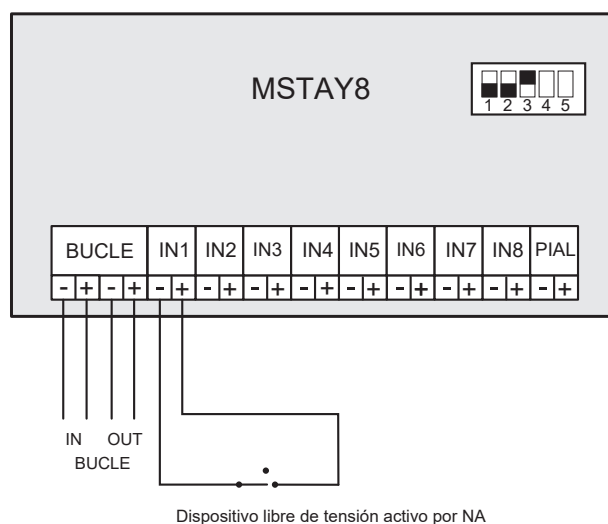 MSTAY8
1 2 3 4 5
BUCLE IN1 IN2 IN3 IN4 IN5 IN6 IN7 IN8 PIAL
- + - + - + - + - + - + - + - + - + - + - +
IN OUT
BUCLE
Dispositivo libre de tensión activo por NA